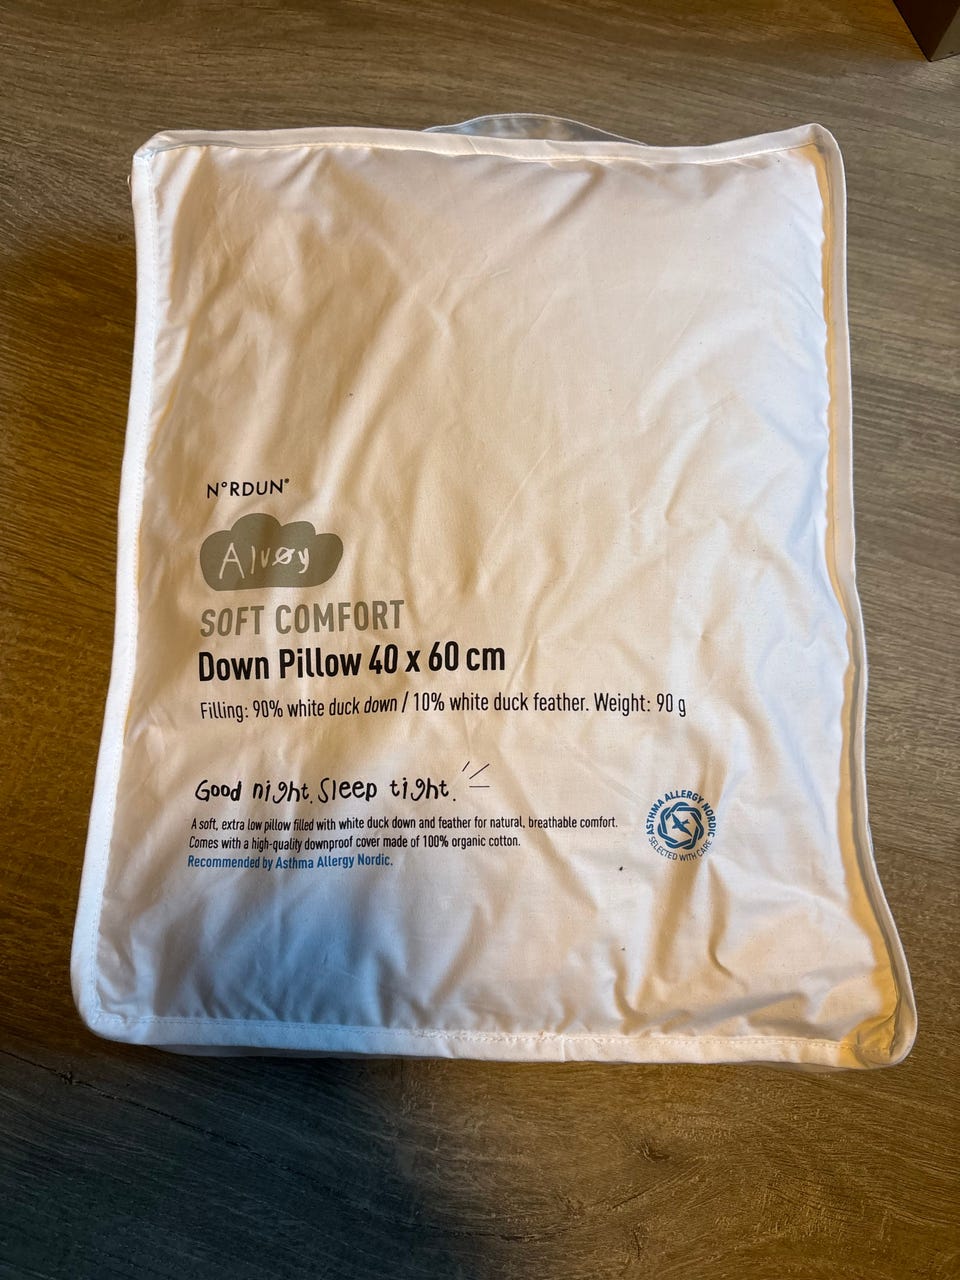 N°RDUN®
Alvøy
SOFT COMFORT
Down Pillow 40 x 60 cm
Filling: 90% white duck down / 10% white duck feather. Weight: 90 g
Good night. Sleep tight.
A soft, extra low pillow filled with white duck down and feather for natural, breathable comfort.
Comes with a high-quality downproof cover made of 100% organic cotton.
Recommended by Asthma Allergy Nordic.
ASTHMA ALLERGY NORDIC
SELECTED WITH CARE